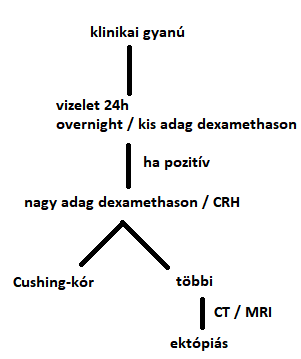 klinikai gyanú
vizelet 24h
overnight / kis adag dexamethason
ha pozitív
nagy adag dexamethason / CRH
Cushing-kór
többi
CT / MRI
ektópiás